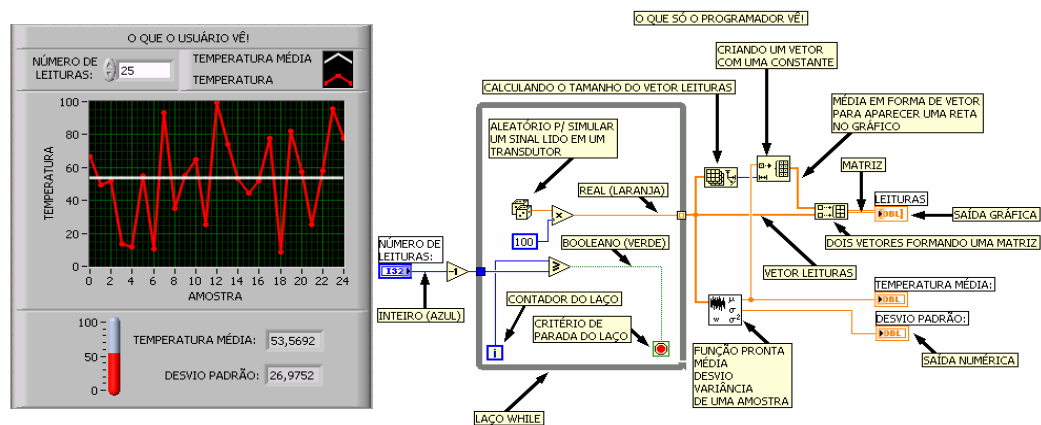 O QUE O USUÁRIO VÊ!
NÚMERO DE
LEITURAS:
25
TEMPERATURA MÉDIA
TEMPERATURA
100
80
60
40
20
0
TEMPERATURA
0 2 4 6 8 10 12 14 16 18 20 22 24
AMOSTRA
100
50
0
TEMPERATURA MÉDIA: 53,5692
DESVIO PADRÃO: 26,9752
O QUE SÓ O PROGRAMADOR VÊ!
CRIANDO UM VETOR
COM UMA CONSTANTE
CALCULANDO O TAMANHO DO VETOR LEITURAS
MÉDIA EM FORMA DE VETOR
PARA APARECER UMA RETA
NO GRÁFICO
ALEATÓRIO P/ SIMULAR
UM SINAL LIDO EM UM
TRANSDUTOR
MATRIZ
REAL (LARANJA)
LEITURAS
DBL
SAÍDA GRÁFICA
100
BOOLEANO (VERDE)
DOIS VETORES FORMANDO UMA MATRIZ
NÚMERO DE
LEITURAS:
I32
-1
VETOR LEITURAS
INTEIRO (AZUL)
CONTADOR DO LAÇO
i
CRITÉRIO DE
PARADA DO LAÇO
TEMPERATURA MÉDIA:
DBL
DESVIO PADRÃO:
DBL
μ
σ
w σ²
FUNÇÃO PRONTA
MÉDIA
DESVIO
VARIÂNCIA
DE UMA AMOSTRA
SAÍDA NUMÉRICA
LAÇO WHILE